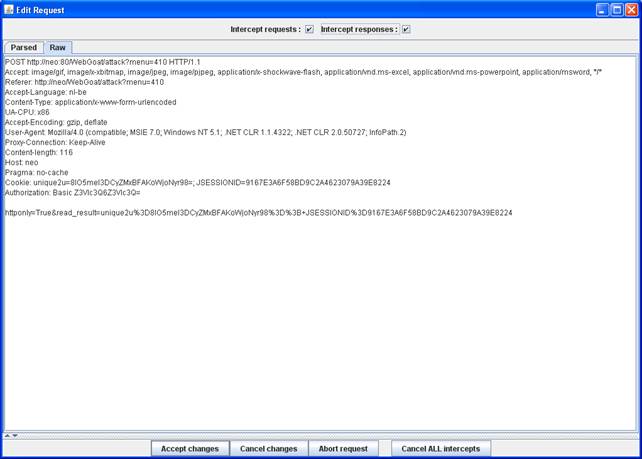 Edit Request
Intercept requests : Intercept responses :
Parsed Raw
POST http://neo:80/WebGoat/attack?menu=410 HTTP/1.1
Accept: image/gif, image/x-xbitmap, image/jpeg, image/pjpeg, application/x-shockwave-flash, application/vnd.ms-excel, application/vnd.ms-powerpoint, application/msword, "/"
Referer: http://neo/WebGoat/attack?menu=410
Accept-Language: nl-be
Content-Type: application/x-www-form-urlencoded
UA-CPU: x86
Accept-Encoding: gzip, deflate
User-Agent: Mozilla/4.0 (compatible; MSIE 7.0; Windows NT 5.1; .NET CLR 1.1.4322; .NET CLR 2.0.50727; InfoPath.2)
Proxy-Connection: Keep-Alive
Content-length: 116
Host: neo
Pragma: no-cache
Cookie: unique2u=8IO5meI3DCyZMxBFAKoWjoNyr98=; JSESSIONID=9167E3A6F58BD9C2A4623079A39E8224
Authorization: Basic Z3Vlc3Q6Z3Vlc3Q=
httponly=True&read_result=unique2u%3D8IO5meI3DCyZMxBFAKoWjoNyr98%3D%3B+JSESSIONID%3D9167E3A6F58BD9C2A4623079A39E8224
Accept changes Cancel changes Abort request Cancel ALL intercepts